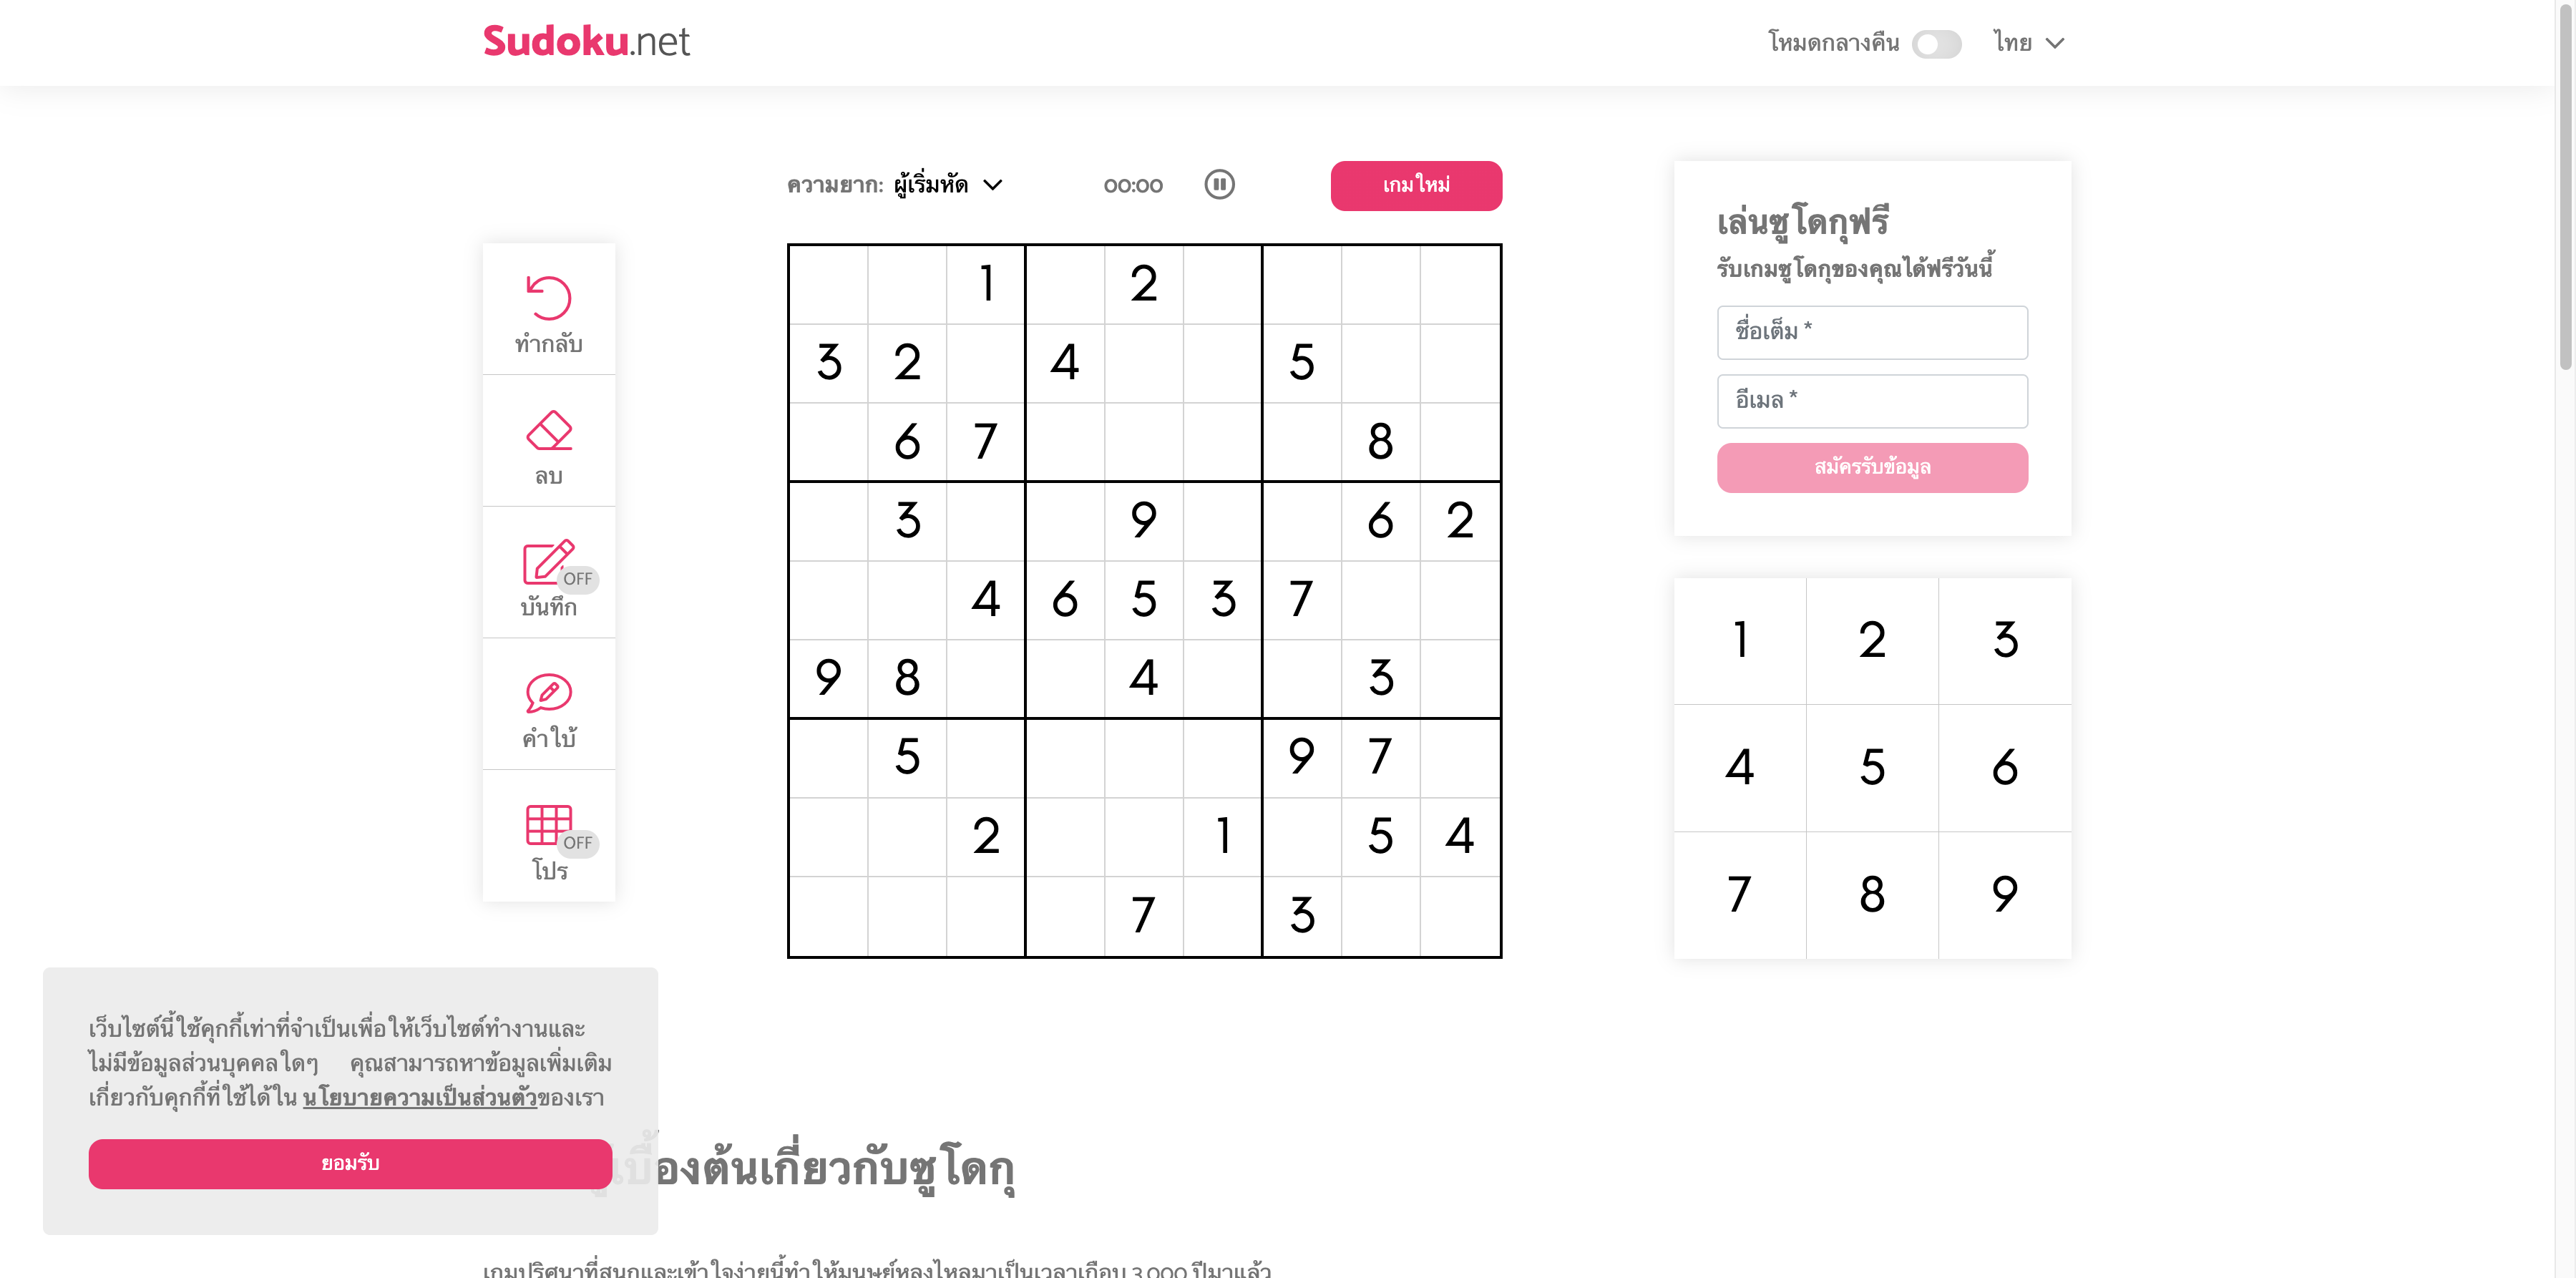 Sudoku.net
โหมดกลางคืน
ไทย
ความยาก: ผู้เริ่มหัด
00:00
เกมใหม่
ทำกลับ
ลบ
OFF
บันทึก
คำใบ้
OFF
โปร
1 2
3 2 4 5
6 7 8
3 9 6 2
4 6 5 3 7
9 8 4 3
5 9 7
2 1 5 4
7 3
เล่นซูโดกุฟรี
รับเกมซูโดกุของคุณได้ฟรีวันนี้
ชื่อเต็ม *
อีเมล *
สมัครรับข้อมูล
1 2 3
4 5 6
7 8 9
เว็บไซต์นี้ใช้คุกกี้เท่าที่จำเป็นเพื่อให้เว็บไซต์ทำงานและ
ไม่มีข้อมูลส่วนบุคคลใดๆ คุณสามารถหาข้อมูลเพิ่มเติม
เกี่ยวกับคุกกี้ที่ใช้ได้ใน นโยบายความเป็นส่วนตัวของเรา
ยอมรับ
เบื้องต้นเกี่ยวกับซูโดกุ
เกมปริศนาที่สนุกและเข้าใจง่ายนี้ทำให้มนุษย์หลงไหลมาเป็นเวลาเกือบ 3,000 ปีมาแล้ว